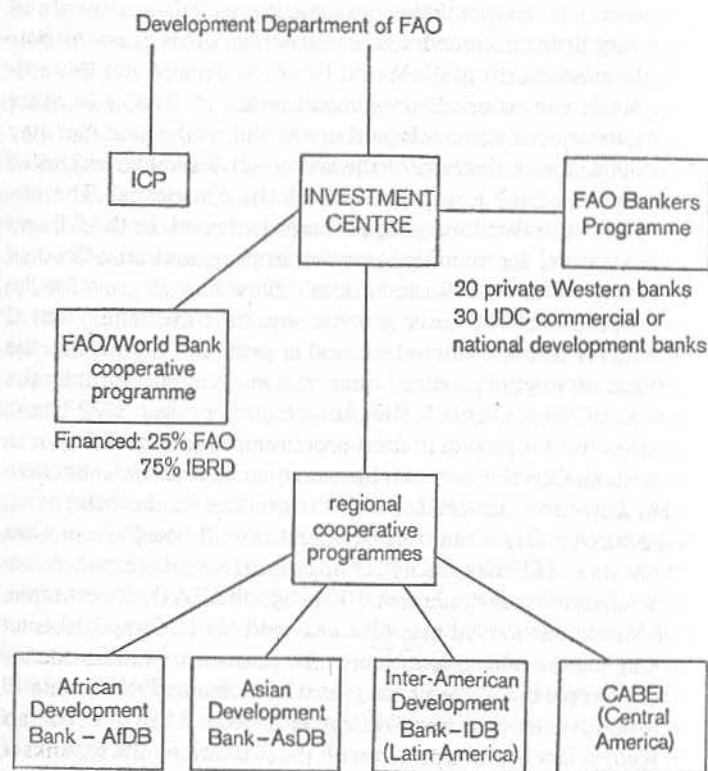 Development Department of FAO
ICP
INVESTMENT
CENTRE
FAO Bankers
Programme
20 private Western banks
30 UDC commercial or
national development banks
FAO/World Bank
cooperative
programme
Financed: 25% FAO
75% IBRD
regional
cooperative
programmes
African
Development
Bank – AfDB
Asian
Development
Bank–AsDB
Inter-American
Development
Bank–IDB
(Latin America)
CABEI
(Central
America)